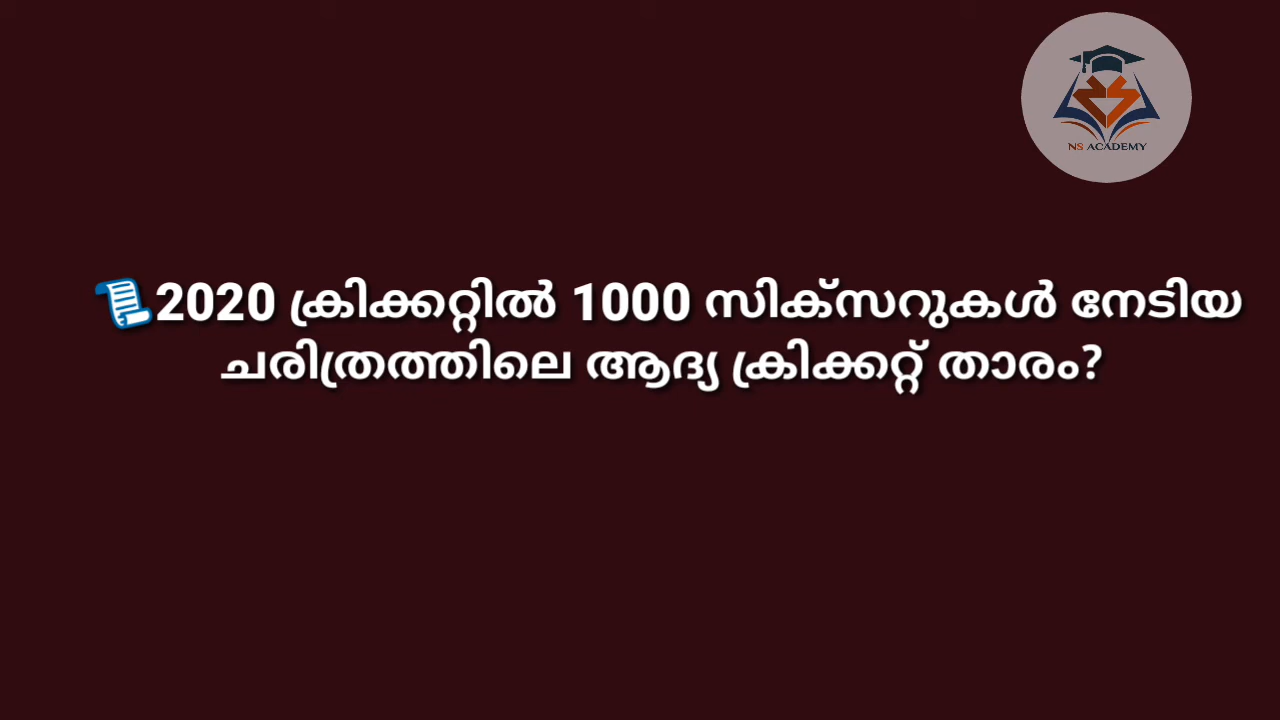 NS ACADEMY
📜2020 ക്രിക്കറ്റിൽ 1000 സിക്സറുകൾ നേടിയ
ചരിത്രത്തിലെ ആദ്യ ക്രിക്കറ്റ് താരം?